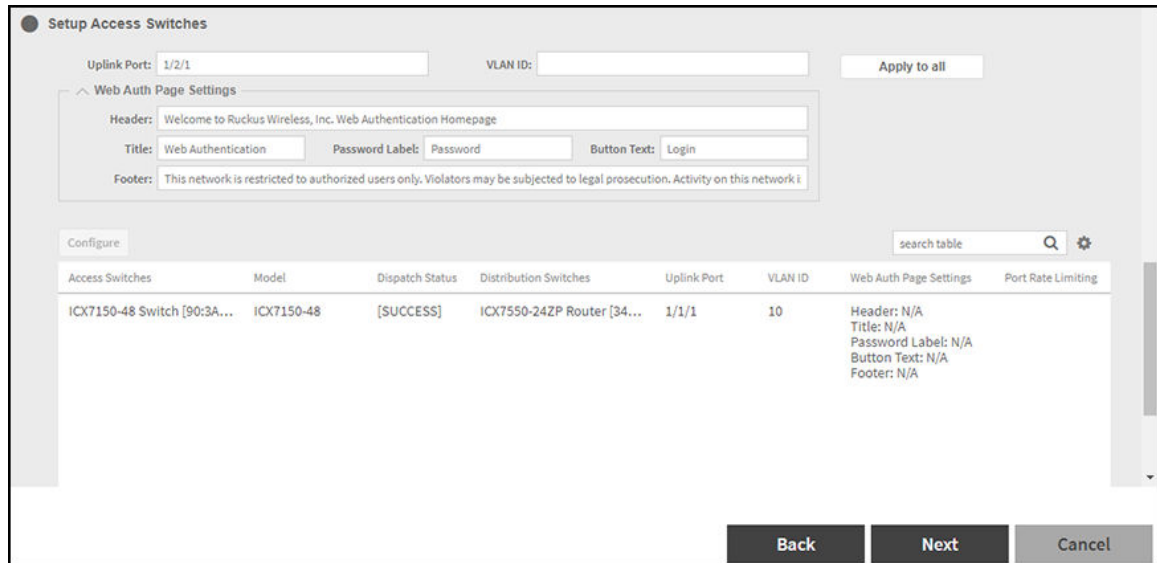 Setup Access Switches
Uplink Port: 1/2/1 VLAN ID: Apply to all
Web Auth Page Settings
Header: Welcome to Ruckus Wireless, Inc. Web Authentication Homepage
Title: Web Authentication Password Label: Password Button Text: Login
Footer: This network is restricted to authorized users only. Violators may be subjected to legal prosecution. Activity on this network i
Configure search table
Access Switches Model Dispatch Status Distribution Switches Uplink Port VLAN ID Web Auth Page Settings Port Rate Limiting
ICX7150-48 Switch [90:3A... ICX7150-48 [SUCCESS] ICX7550-24ZP Router [34... 1/1/1 10 Header: N/A
Title: N/A
Password Label: N/A
Button Text: N/A
Footer: N/A
Back Next Cancel